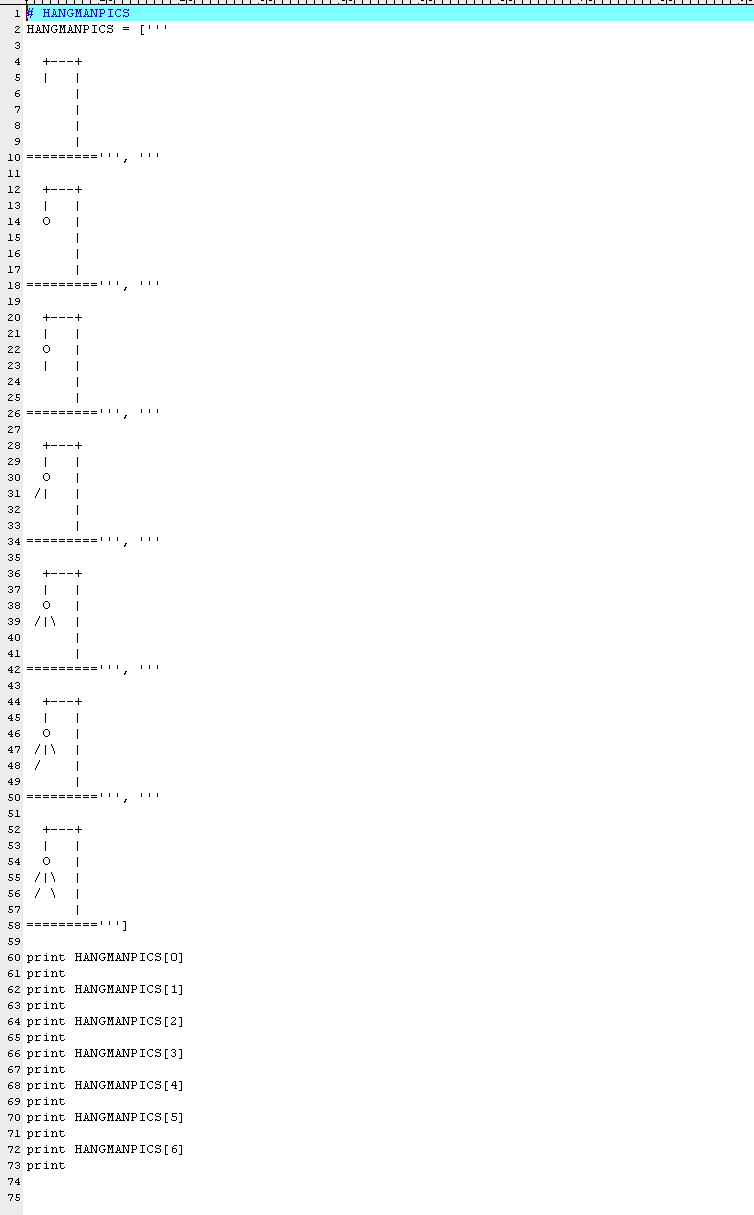 1 # HANGMANPICS
2 HANGMANPICS = ['''
3
4   +---+
5   |   |
6       |
7       |
8       |
9       |
10 =========''', '''
11
12   +---+
13   |   |
14   O   |
15       |
16       |
17       |
18 =========''', '''
19
20   +---+
21   |   |
22   O   |
23   |   |
24       |
25       |
26 =========''', '''
27
28   +---+
29   |   |
30   O   |
31  /|   |
32       |
33       |
34 =========''', '''
35
36   +---+
37   |   |
38   O   |
39  /|\  |
40       |
41       |
42 =========''', '''
43
44   +---+
45   |   |
46   O   |
47  /|\  |
48  /    |
49       |
50 =========''', '''
51
52   +---+
53   |   |
54   O   |
55  /|\  |
56  / \  |
57       |
58 =========''']
59
60 print HANGMANPICS[0]
61 print
62 print HANGMANPICS[1]
63 print
64 print HANGMANPICS[2]
65 print
66 print HANGMANPICS[3]
67 print
68 print HANGMANPICS[4]
69 print
70 print HANGMANPICS[5]
71 print
72 print HANGMANPICS[6]
73 print
74
75